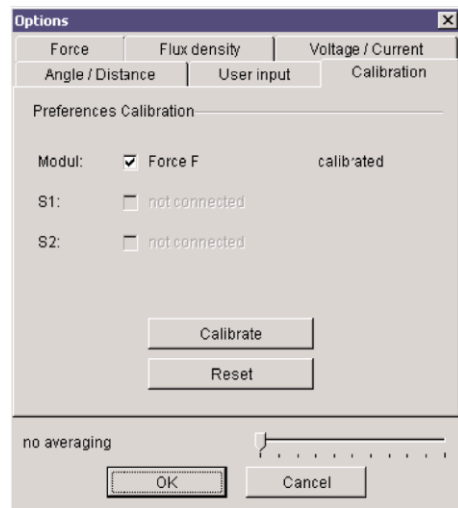 Options
Force Flux density Voltage / Current
Angle / Distance User input Calibration
Preferences Calibration
Modul: Force F calibrated
S1: not connected
S2: not connected
Calibrate
Reset
no averaging
OK Cancel